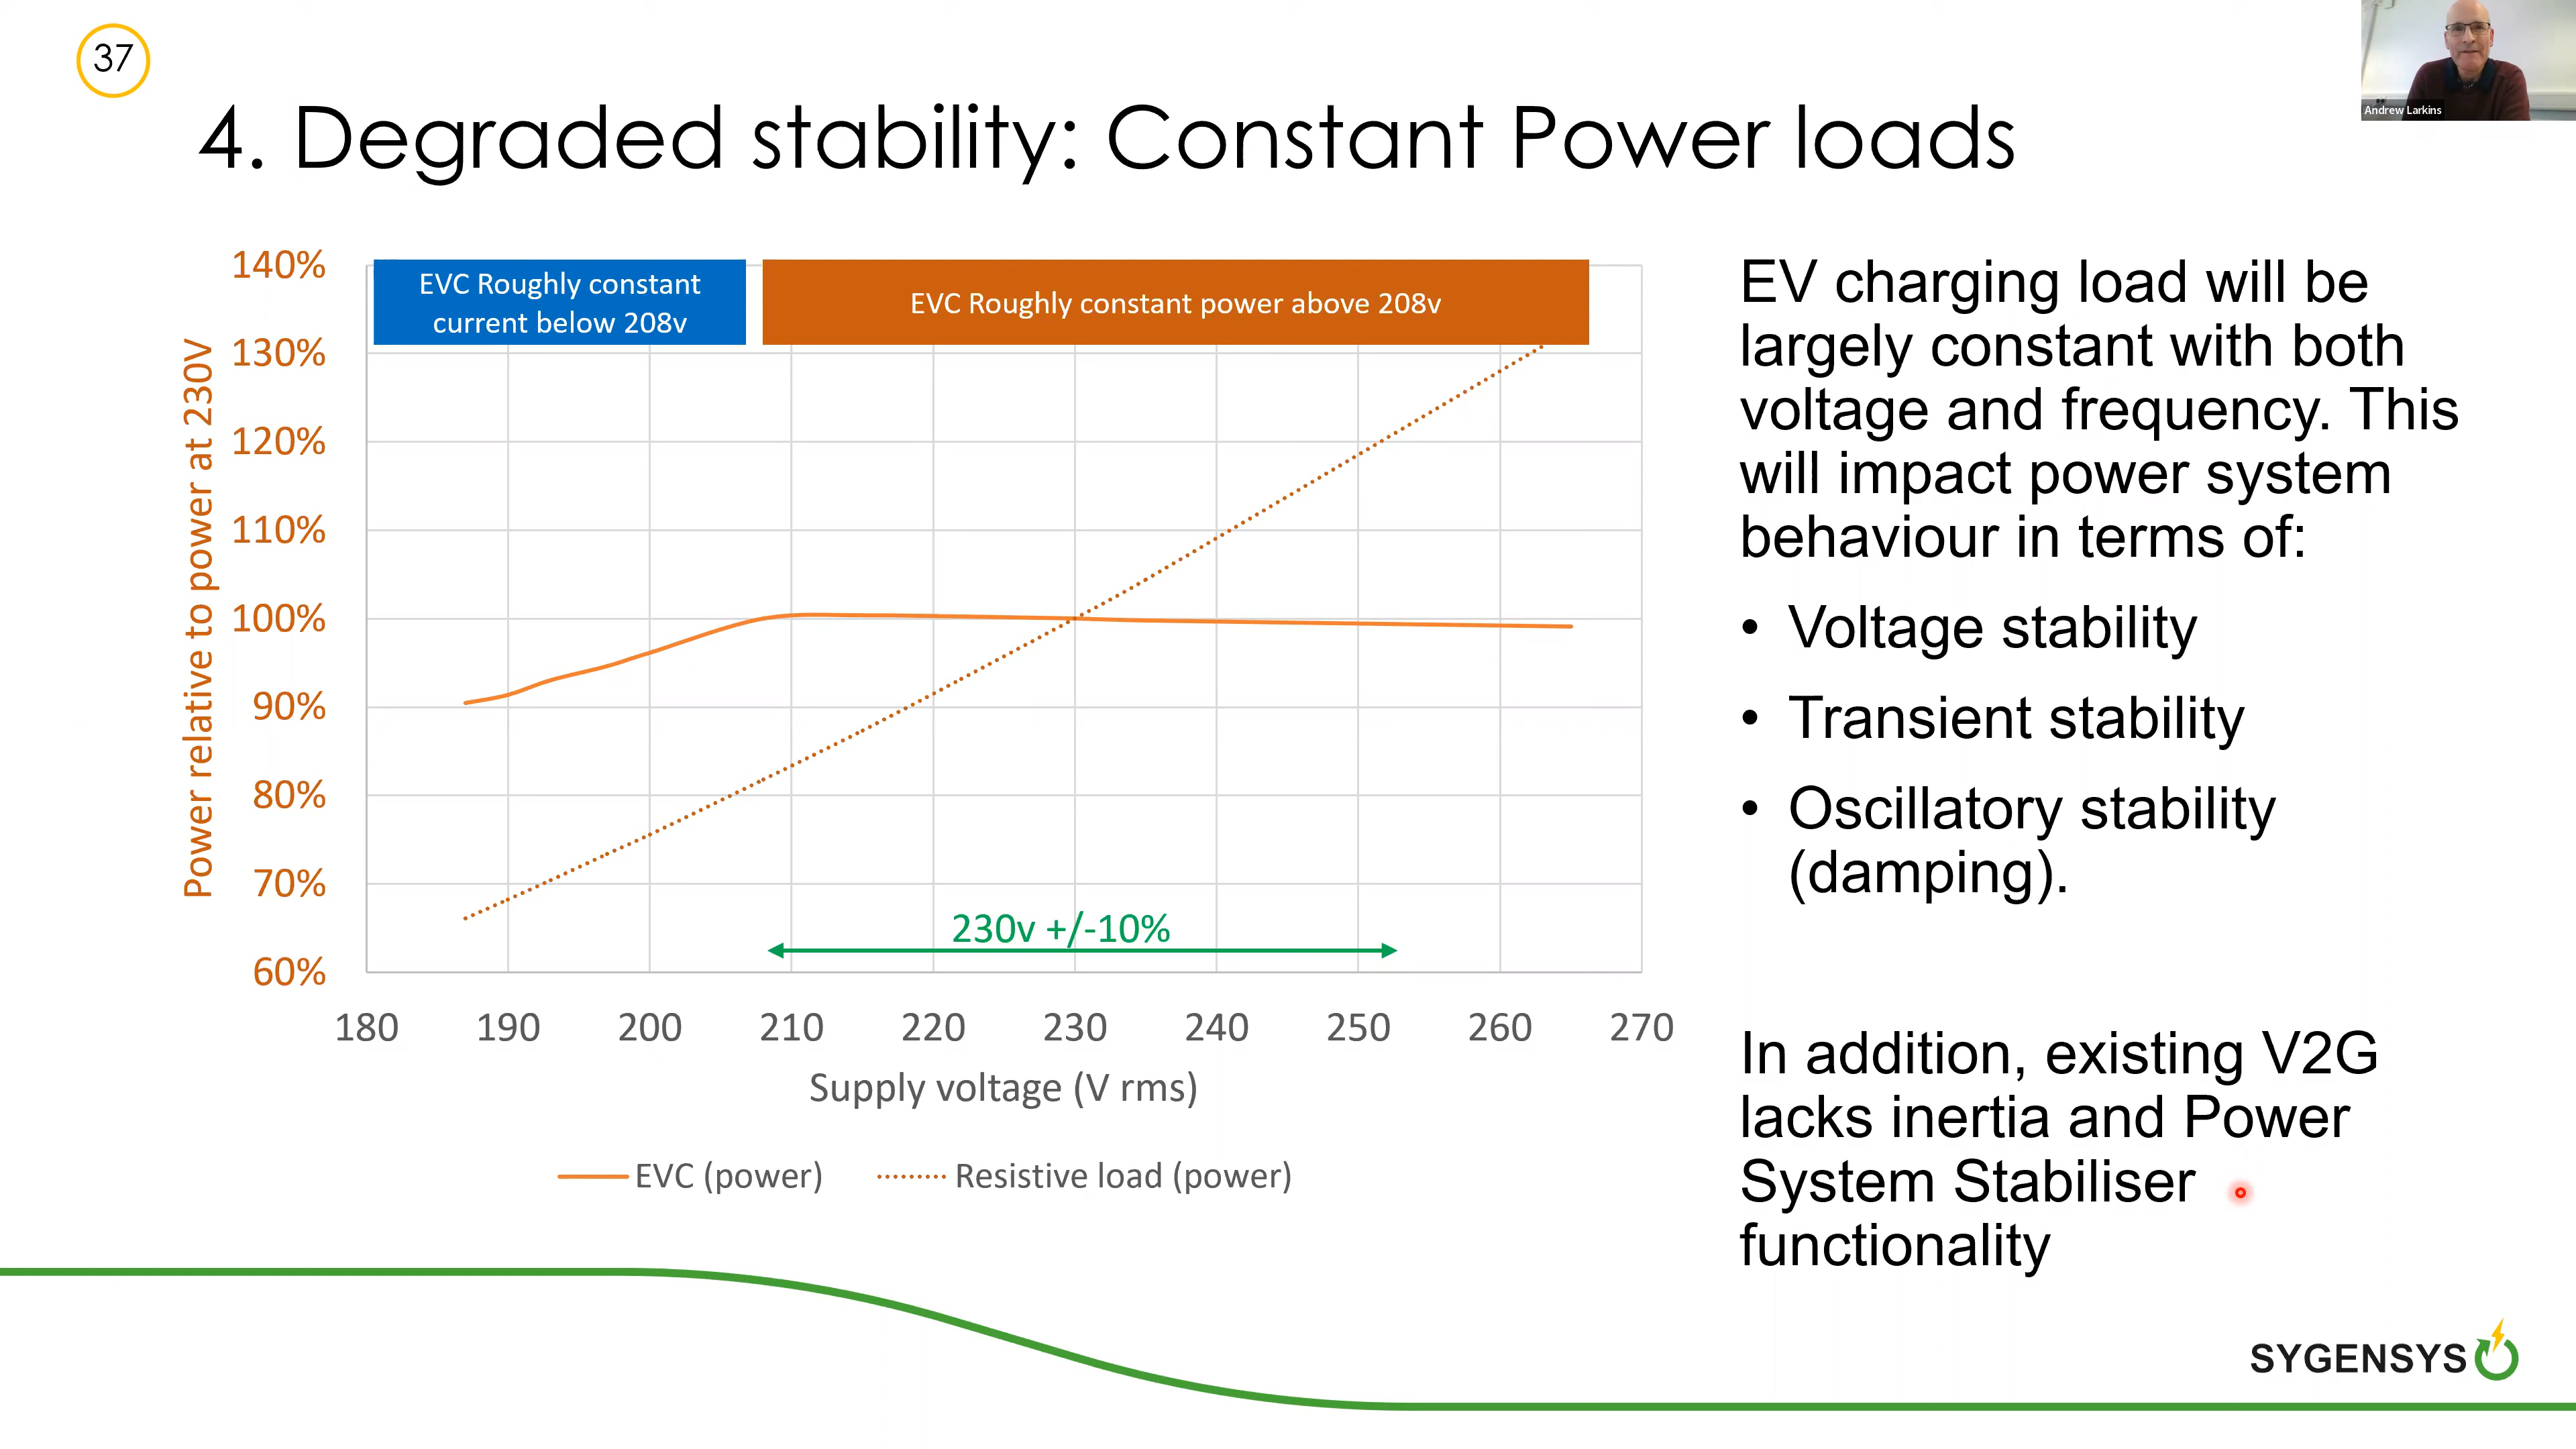 37
Andrew Larkins
4. Degraded stability: Constant Power loads
EVC Roughly constant
current below 208v
EVC Roughly constant power above 208v
Power relative to power at 230V
140%
130%
120%
110%
100%
90%
80%
70%
60%
230v +/-10%
180 190 200 210 220 230 240 250 260 270
Supply voltage (V rms)
EVC (power) Resistive load (power)
EV charging load will be
largely constant with both
voltage and frequency. This
will impact power system
behaviour in terms of:
• Voltage stability
• Transient stability
• Oscillatory stability
(damping).
In addition, existing V2G
lacks inertia and Power
System Stabiliser
functionality
SYGENSYS